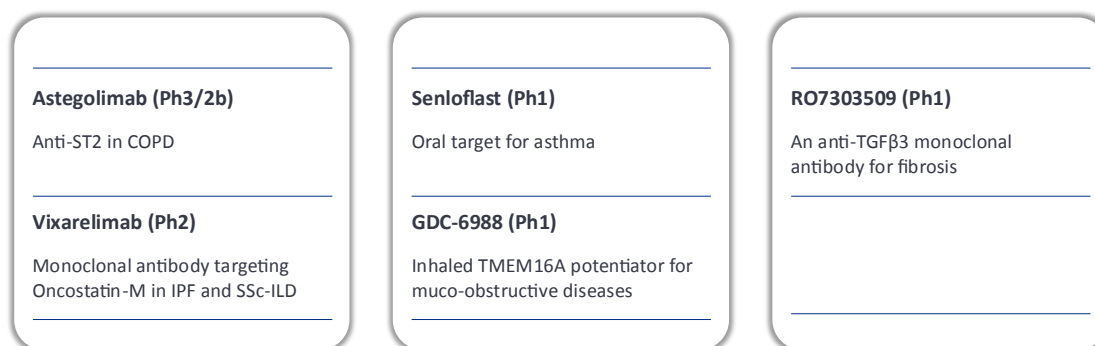 Astegolimab (Ph3/2b)
Anti-ST2 in COPD
Vixarelimab (Ph2)
Monoclonal antibody targeting
Oncostatin-M in IPF and SSc-ILD
Senloflast (Ph1)
Oral target for asthma
GDC-6988 (Ph1)
Inhaled TMEM16A potentiator for
muco-obstructive diseases
RO7303509 (Ph1)
An anti-TGFβ3 monoclonal
antibody for fibrosis